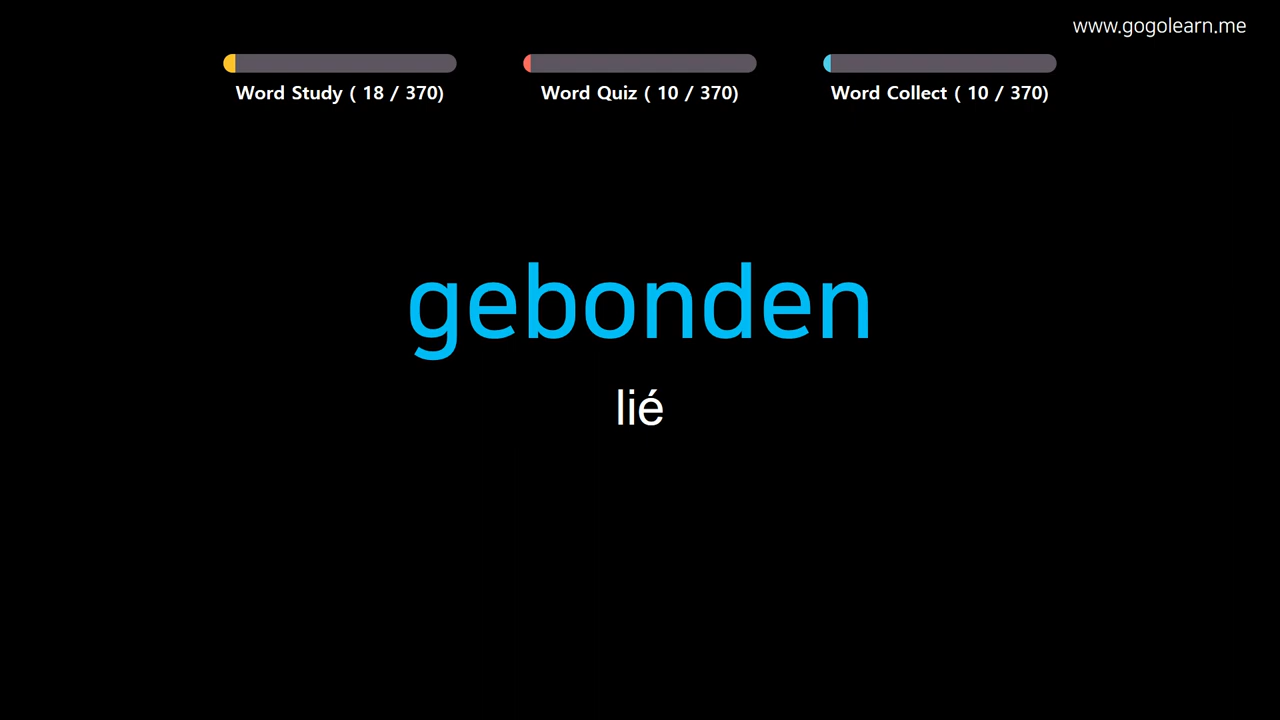 www.gogolearn.me
Word Study ( 18 / 370)
Word Quiz ( 10 / 370)
Word Collect ( 10 / 370)
gebonden
lié